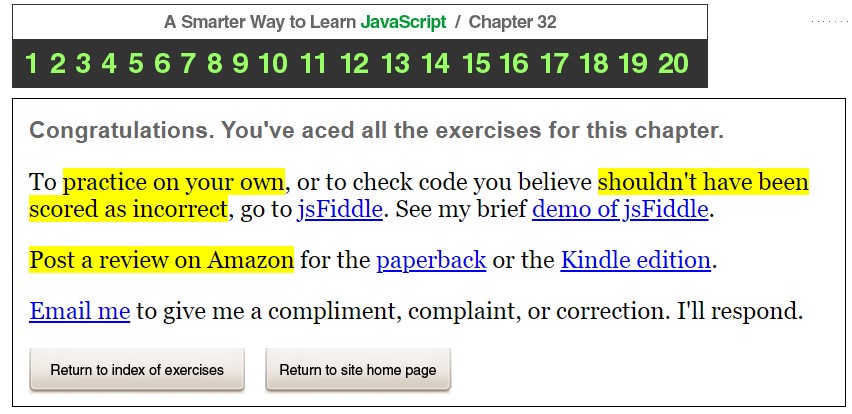 A Smarter Way to Learn JavaScript / Chapter 32
1 2 3 4 5 6 7 8 9 10 11 12 13 14 15 16 17 18 19 20
Congratulations. You've aced all the exercises for this chapter.
To practice on your own, or to check code you believe shouldn't have been
scored as incorrect, go to jsFiddle. See my brief demo of jsFiddle.
Post a review on Amazon for the paperback or the Kindle edition.
Email me to give me a compliment, complaint, or correction. I'll respond.
Return to index of exercises
Return to site home page